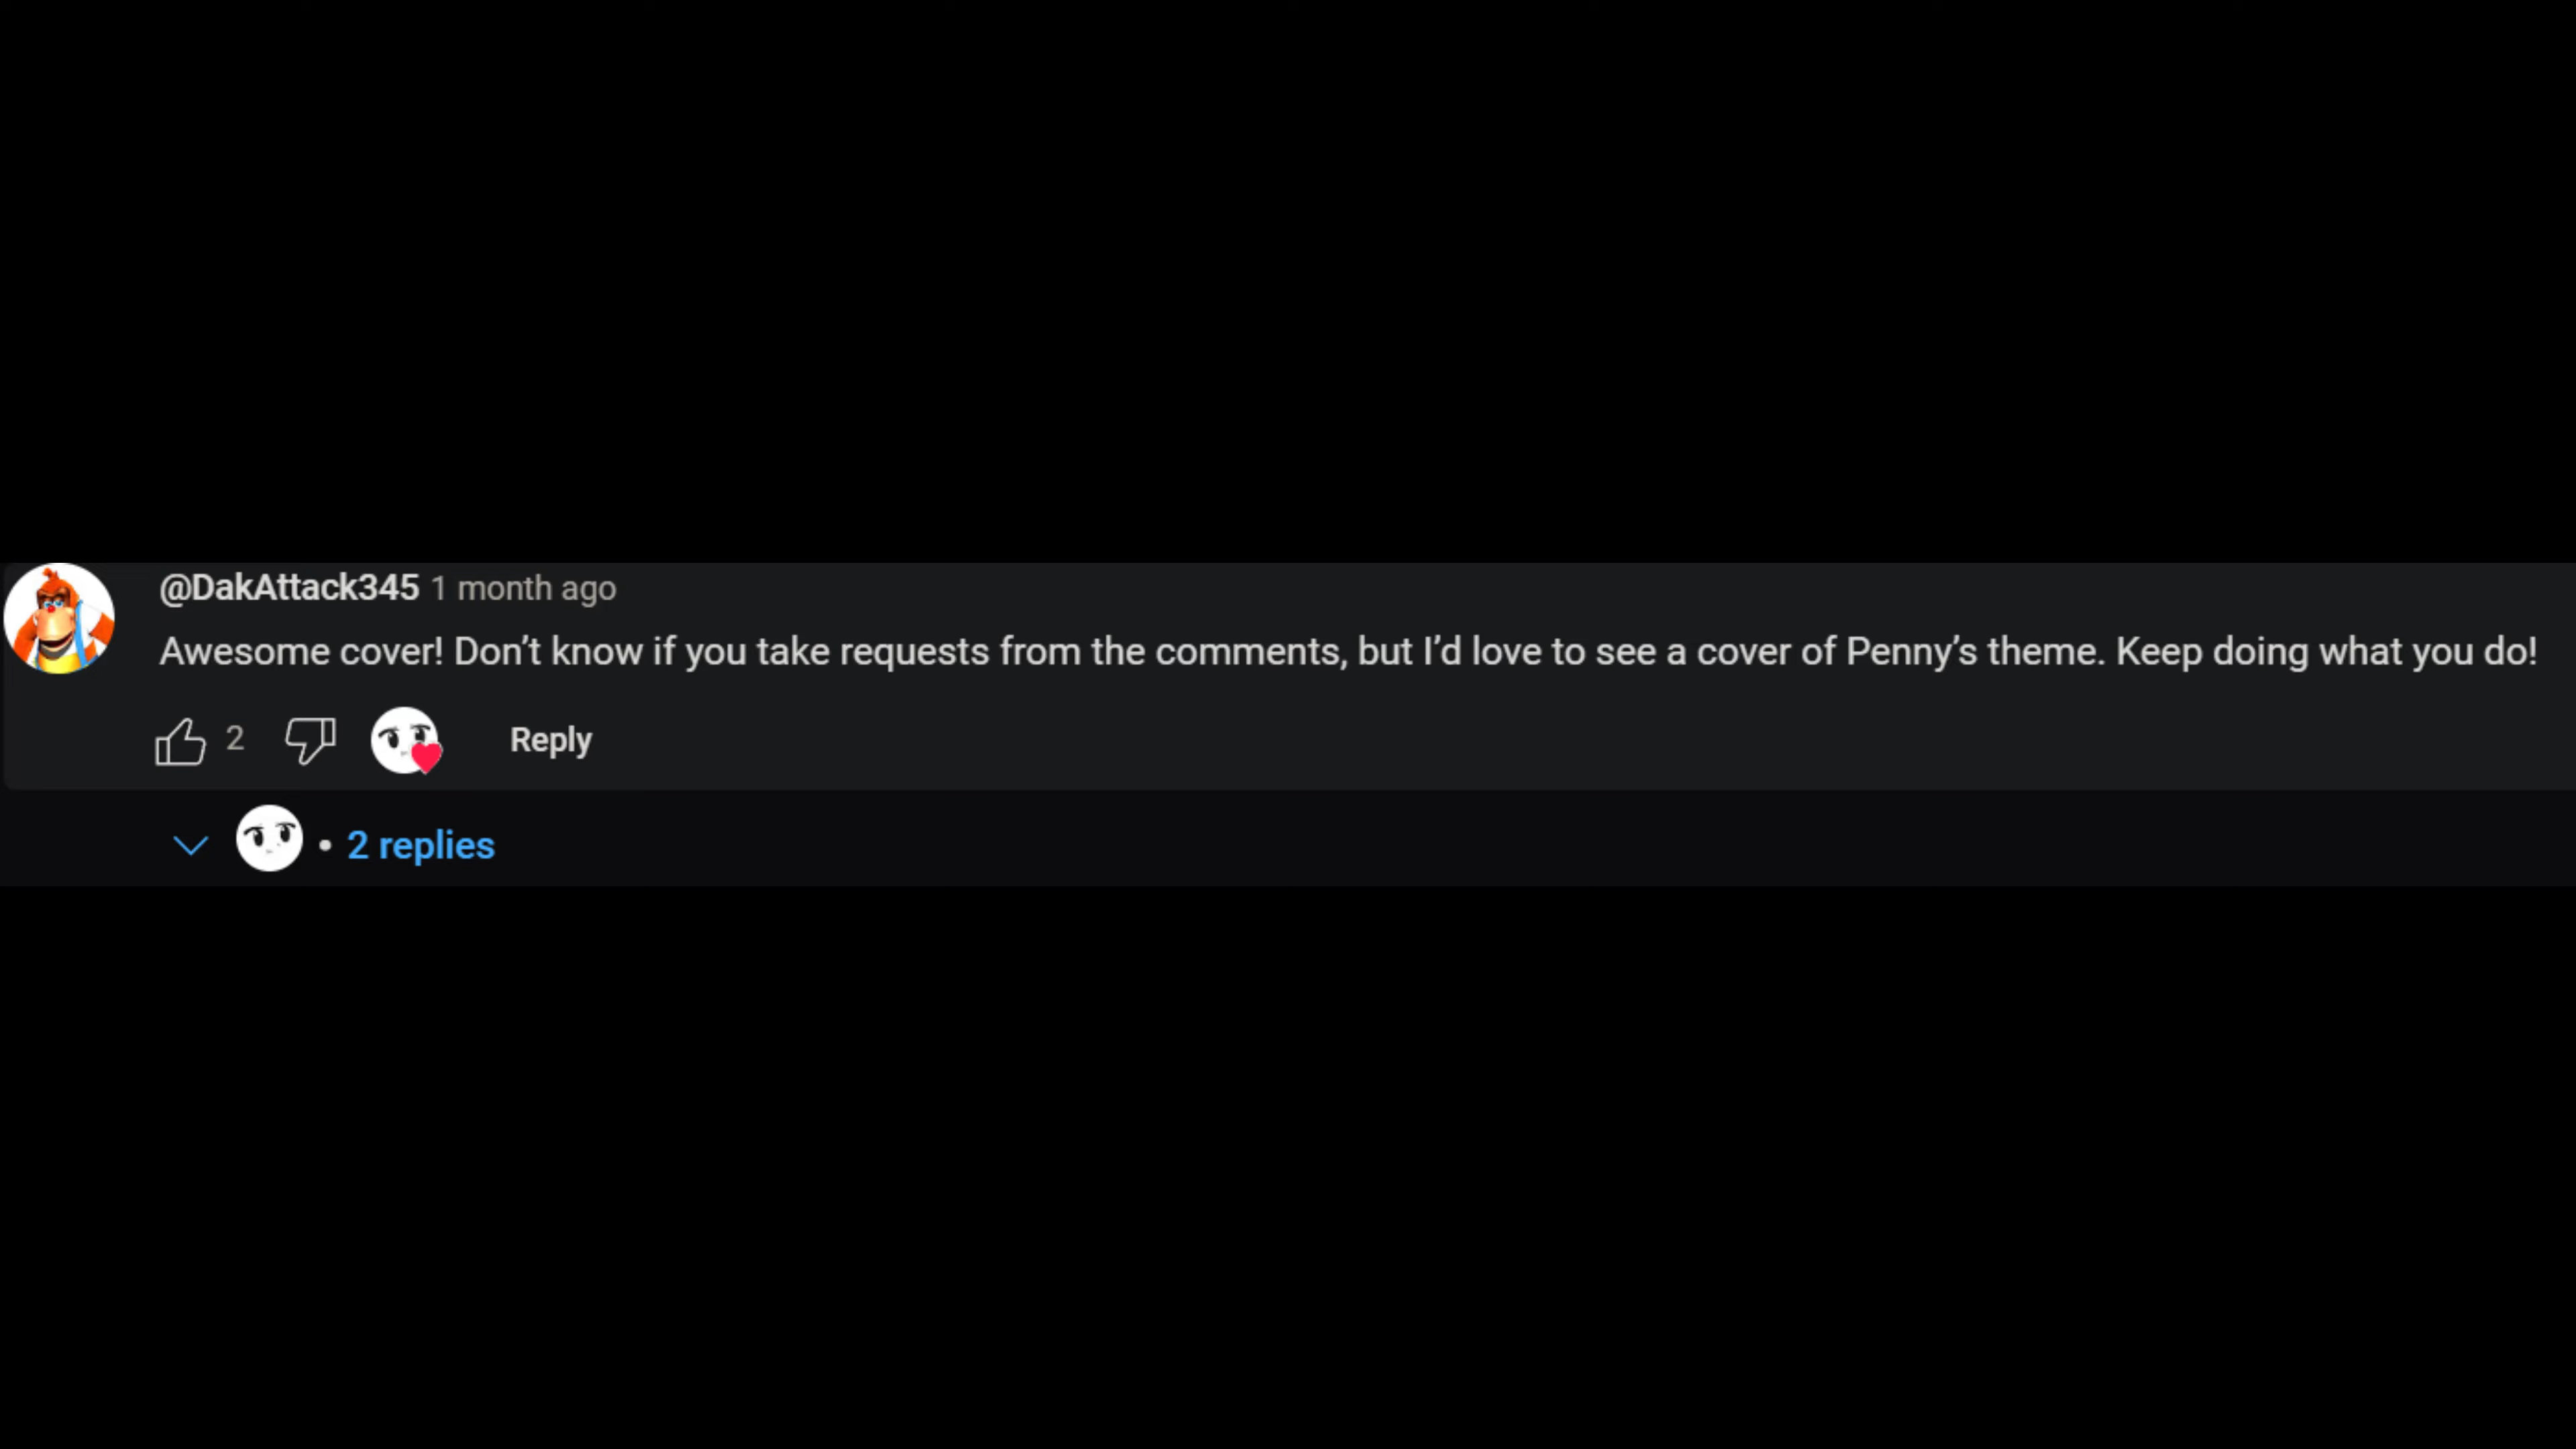 @DakAttack345 1 month ago
Awesome cover! Don’t know if you take requests from the comments, but I’d love to see a cover of Penny’s theme. Keep doing what you do!
2 Reply
• 2 replies